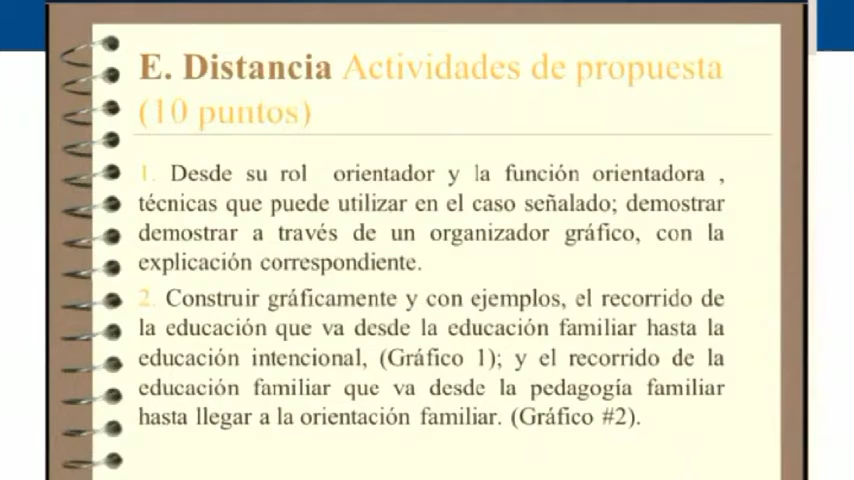 E. Distancia Actividades de propuesta
(10 puntos)
1. Desde su rol orientador y la función orientadora ,
técnicas que puede utilizar en el caso señalado; demostrar
demostrar a través de un organizador gráfico, con la
explicación correspondiente.
2. Construir gráficamente y con ejemplos, el recorrido de
la educación que va desde la educación familiar hasta la
educación intencional, (Gráfico 1); y el recorrido de la
educación familiar que va desde la pedagogía familiar
hasta llegar a la orientación familiar. (Gráfico #2).